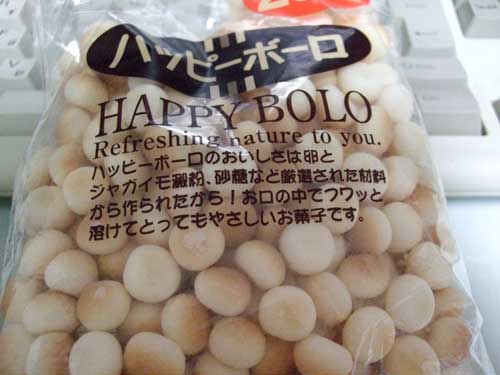 ハッピーボーロ
HAPPY BOLO
Refreshing nature to you.
ハッピーボーロのおいしさは卵と
ジャガイモ澱粉、砂糖など厳選された材料
から作られたから！お口の中でフワッと
溶けてとってもやさしいお菓子です。